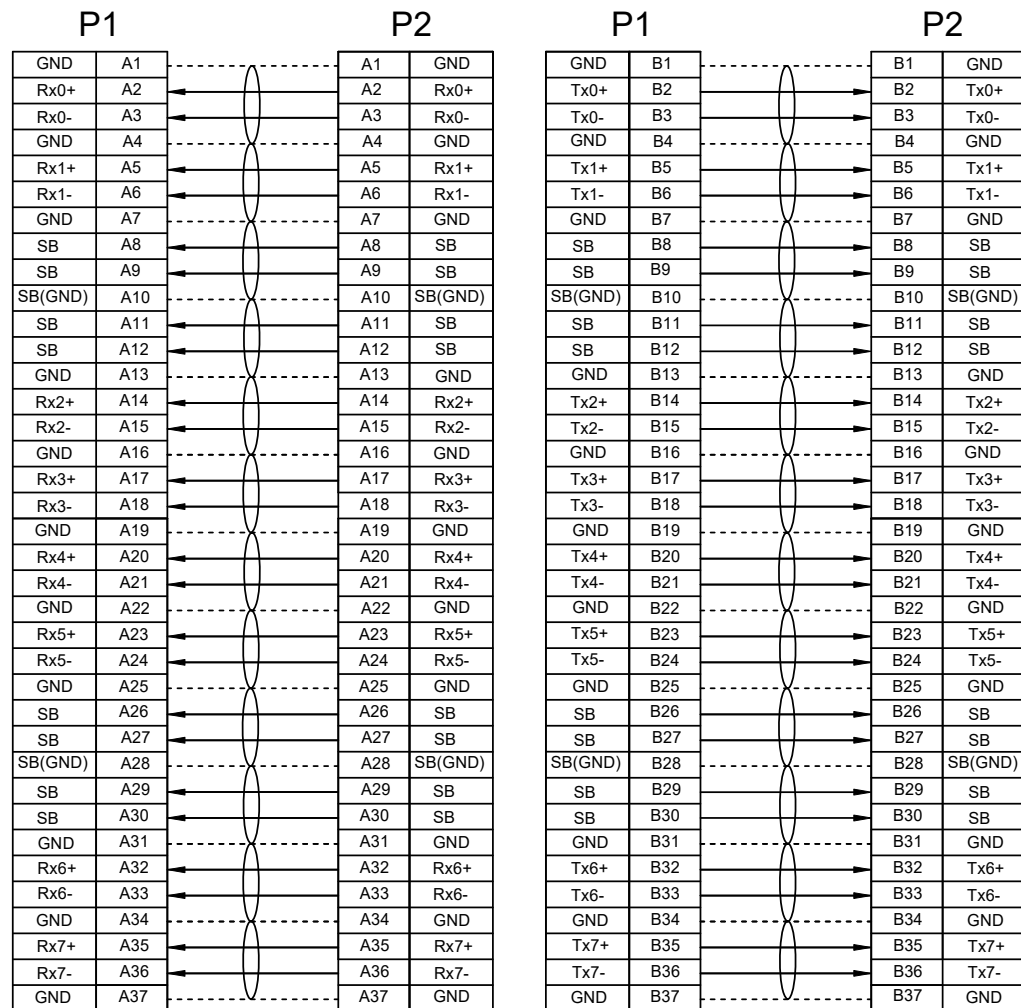 P1 P2 P1 P2
GND A1 A1 GND GND B1 B1 GND
Rx0+ A2 A2 Rx0+ Tx0+ B2 B2 Tx0+
Rx0- A3 A3 Rx0- Tx0- B3 B3 Tx0-
GND A4 A4 GND GND B4 B4 GND
Rx1+ A5 A5 Rx1+ Tx1+ B5 B5 Tx1+
Rx1- A6 A6 Rx1- Tx1- B6 B6 Tx1-
GND A7 A7 GND GND B7 B7 GND
SB A8 A8 SB SB B8 B8 SB
SB A9 A9 SB SB B9 B9 SB
SB(GND) A10 A10 SB(GND) SB(GND) B10 B10 SB(GND)
SB A11 A11 SB SB B11 B11 SB
SB A12 A12 SB SB B12 B12 SB
GND A13 A13 GND GND B13 B13 GND
Rx2+ A14 A14 Rx2+ Tx2+ B14 B14 Tx2+
Rx2- A15 A15 Rx2- Tx2- B15 B15 Tx2-
GND A16 A16 GND GND B16 B16 GND
Rx3+ A17 A17 Rx3+ Tx3+ B17 B17 Tx3+
Rx3- A18 A18 Rx3- Tx3- B18 B18 Tx3-
GND A19 A19 GND GND B19 B19 GND
Rx4+ A20 A20 Rx4+ Tx4+ B20 B20 Tx4+
Rx4- A21 A21 Rx4- Tx4- B21 B21 Tx4-
GND A22 A22 GND GND B22 B22 GND
Rx5+ A23 A23 Rx5+ Tx5+ B23 B23 Tx5+
Rx5- A24 A24 Rx5- Tx5- B24 B24 Tx5-
GND A25 A25 GND GND B25 B25 GND
SB A26 A26 SB SB B26 B26 SB
SB A27 A27 SB SB B27 B27 SB
SB(GND) A28 A28 SB(GND) SB(GND) B28 B28 SB(GND)
SB A29 A29 SB SB B29 B29 SB
SB A30 A30 SB SB B30 B30 SB
GND A31 A31 GND GND B31 B31 GND
Rx6+ A32 A32 Rx6+ Tx6+ B32 B32 Tx6+
Rx6- A33 A33 Rx6- Tx6- B33 B33 Tx6-
GND A34 A34 GND GND B34 B34 GND
Rx7+ A35 A35 Rx7+ Tx7+ B35 B35 Tx7+
Rx7- A36 A36 Rx7- Tx7- B36 B36 Tx7-
GND A37 A37 GND GND B37 B37 GND